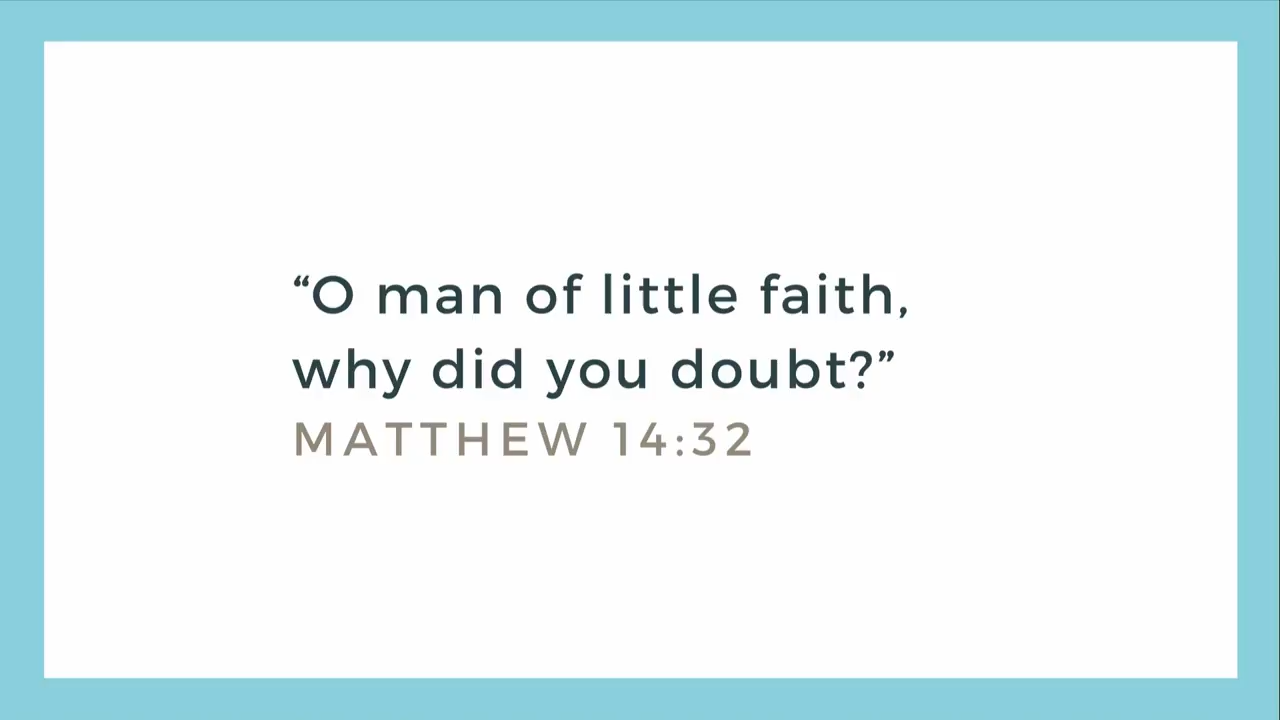 “O man of little faith,
why did you doubt?”
MATTHEW 14:32